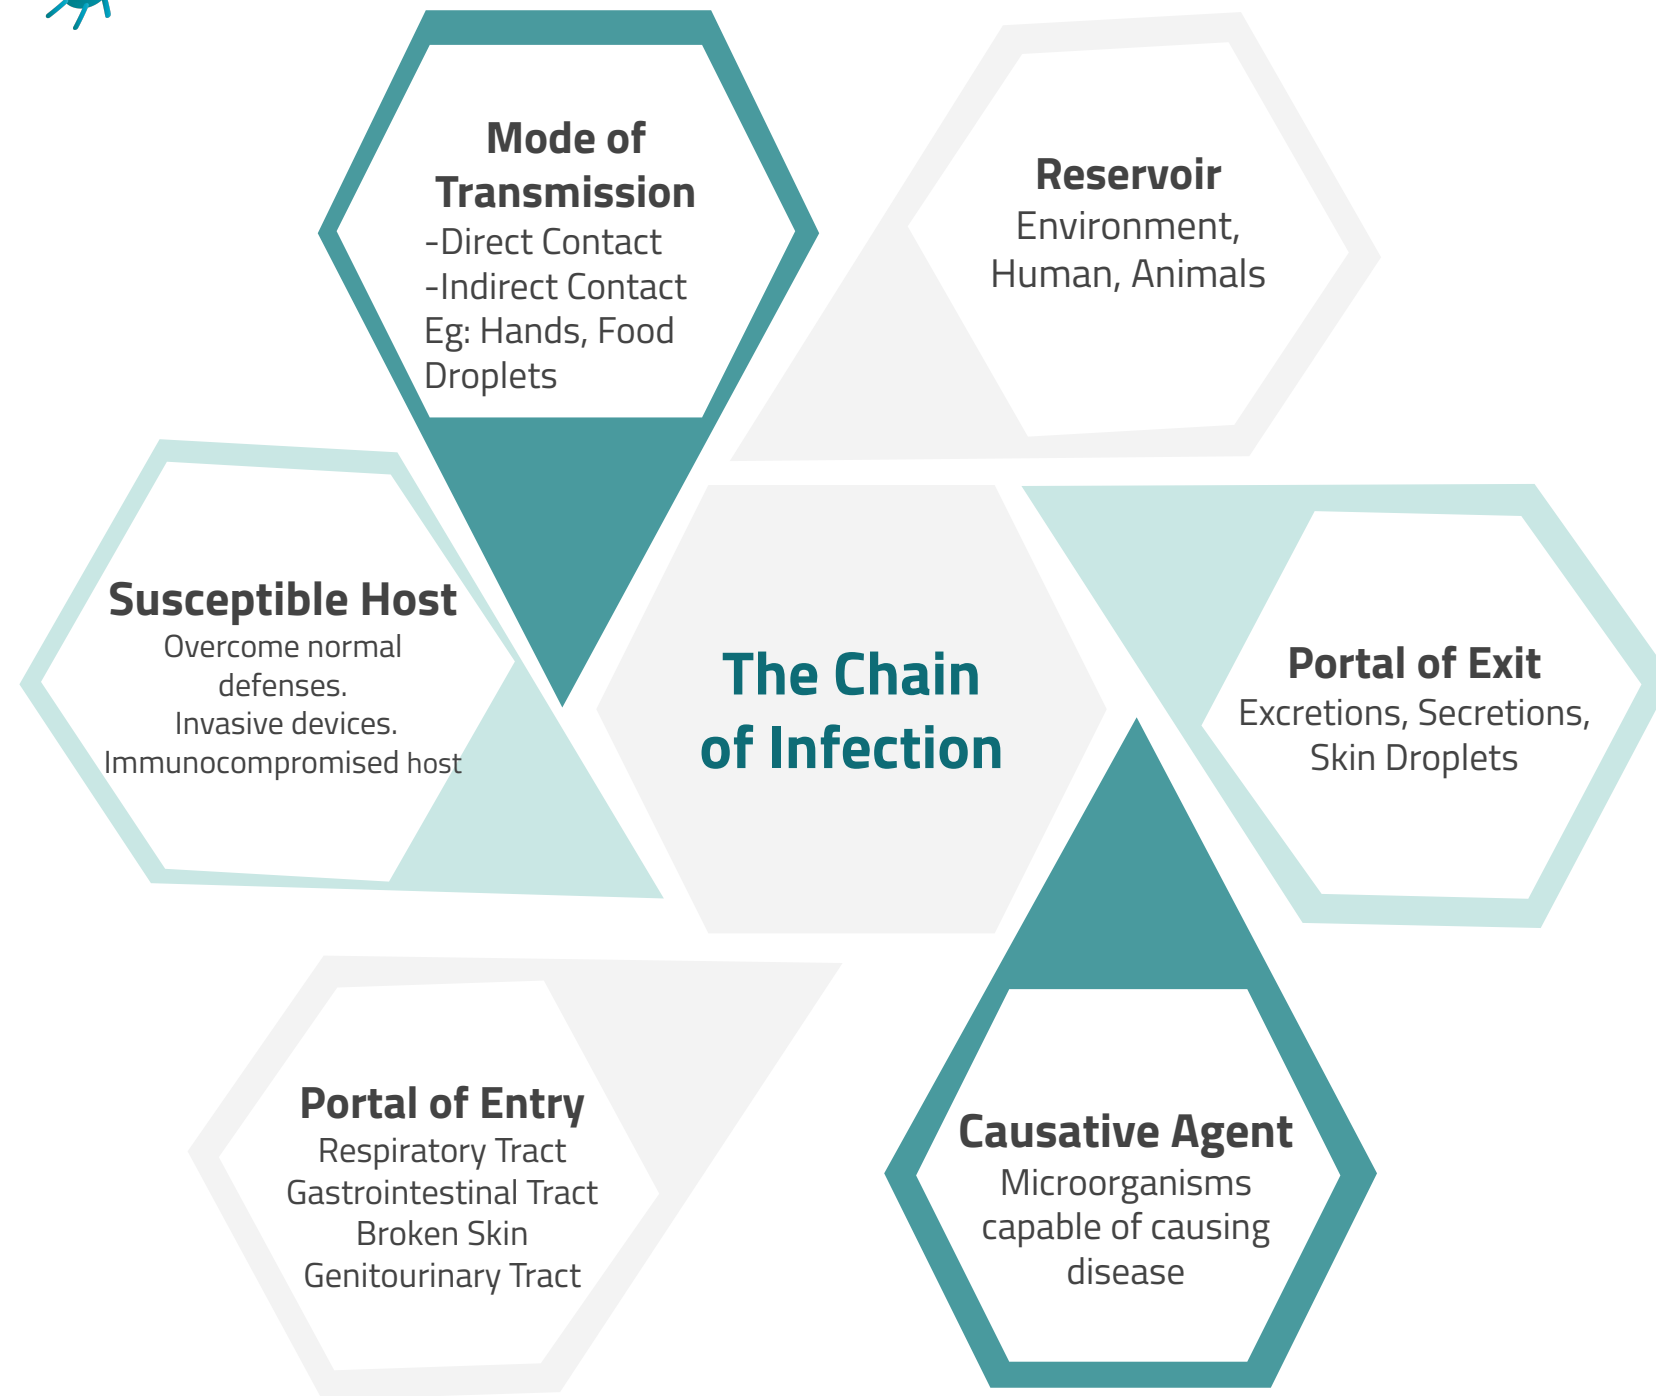 Mode of
Transmission
-Direct Contact
-Indirect Contact
Eg: Hands, Food
Droplets
Reservoir
Environment,
Human, Animals
Susceptible Host
Overcome normal
defenses.
Invasive devices.
Immunocompromised host
The Chain
of Infection
Portal of Exit
Excretions, Secretions,
Skin Droplets
Portal of Entry
Respiratory Tract
Gastrointestinal Tract
Broken Skin
Genitourinary Tract
Causative Agent
Microorganisms
capable of causing
disease